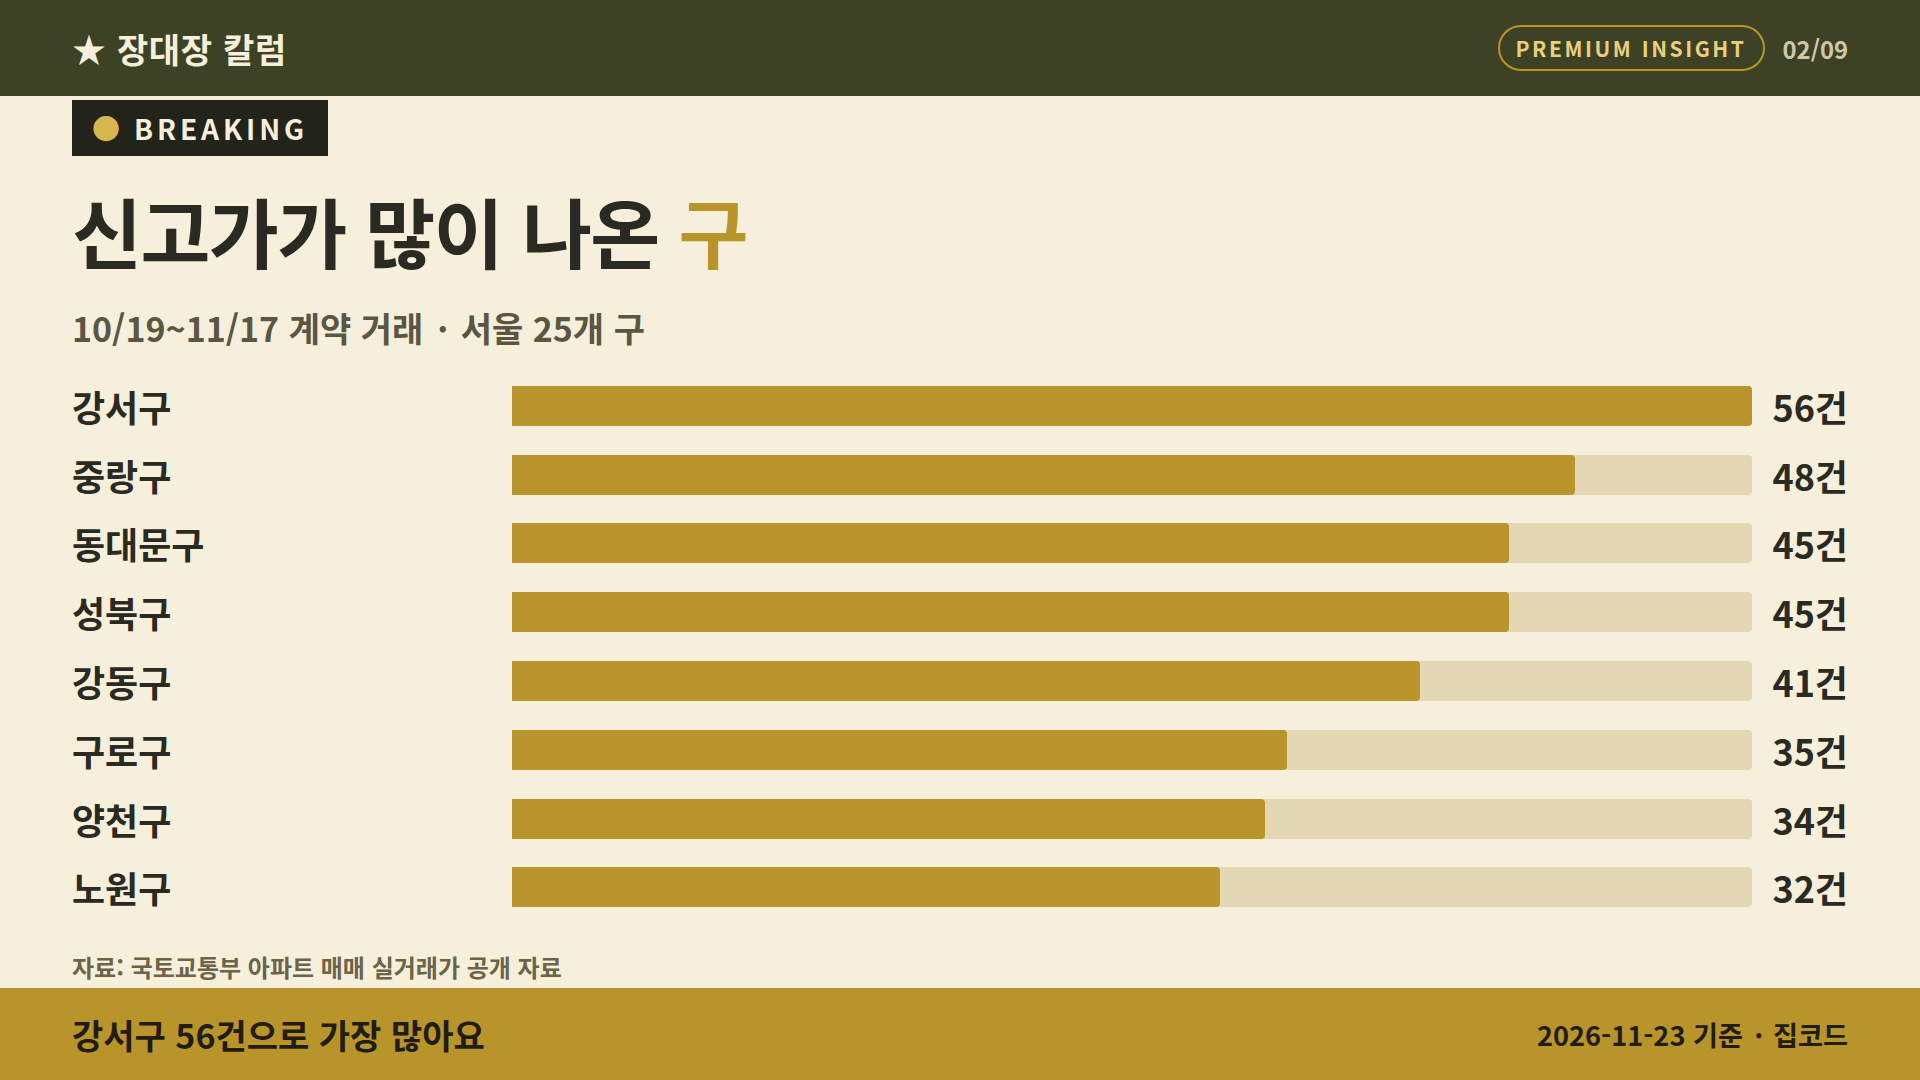 ★ 장대장 칼럼
PREMIUM INSIGHT 02/09
BREAKING
신고가가 많이 나온 구
10/19~11/17 계약 거래 · 서울 25개 구
강서구 56건
중랑구 48건
동대문구 45건
성북구 45건
강동구 41건
구로구 35건
양천구 34건
노원구 32건
자료: 국토교통부 아파트 매매 실거래가 공개 자료
강서구 56건으로 가장 많아요
2026-11-23 기준 · 집코드